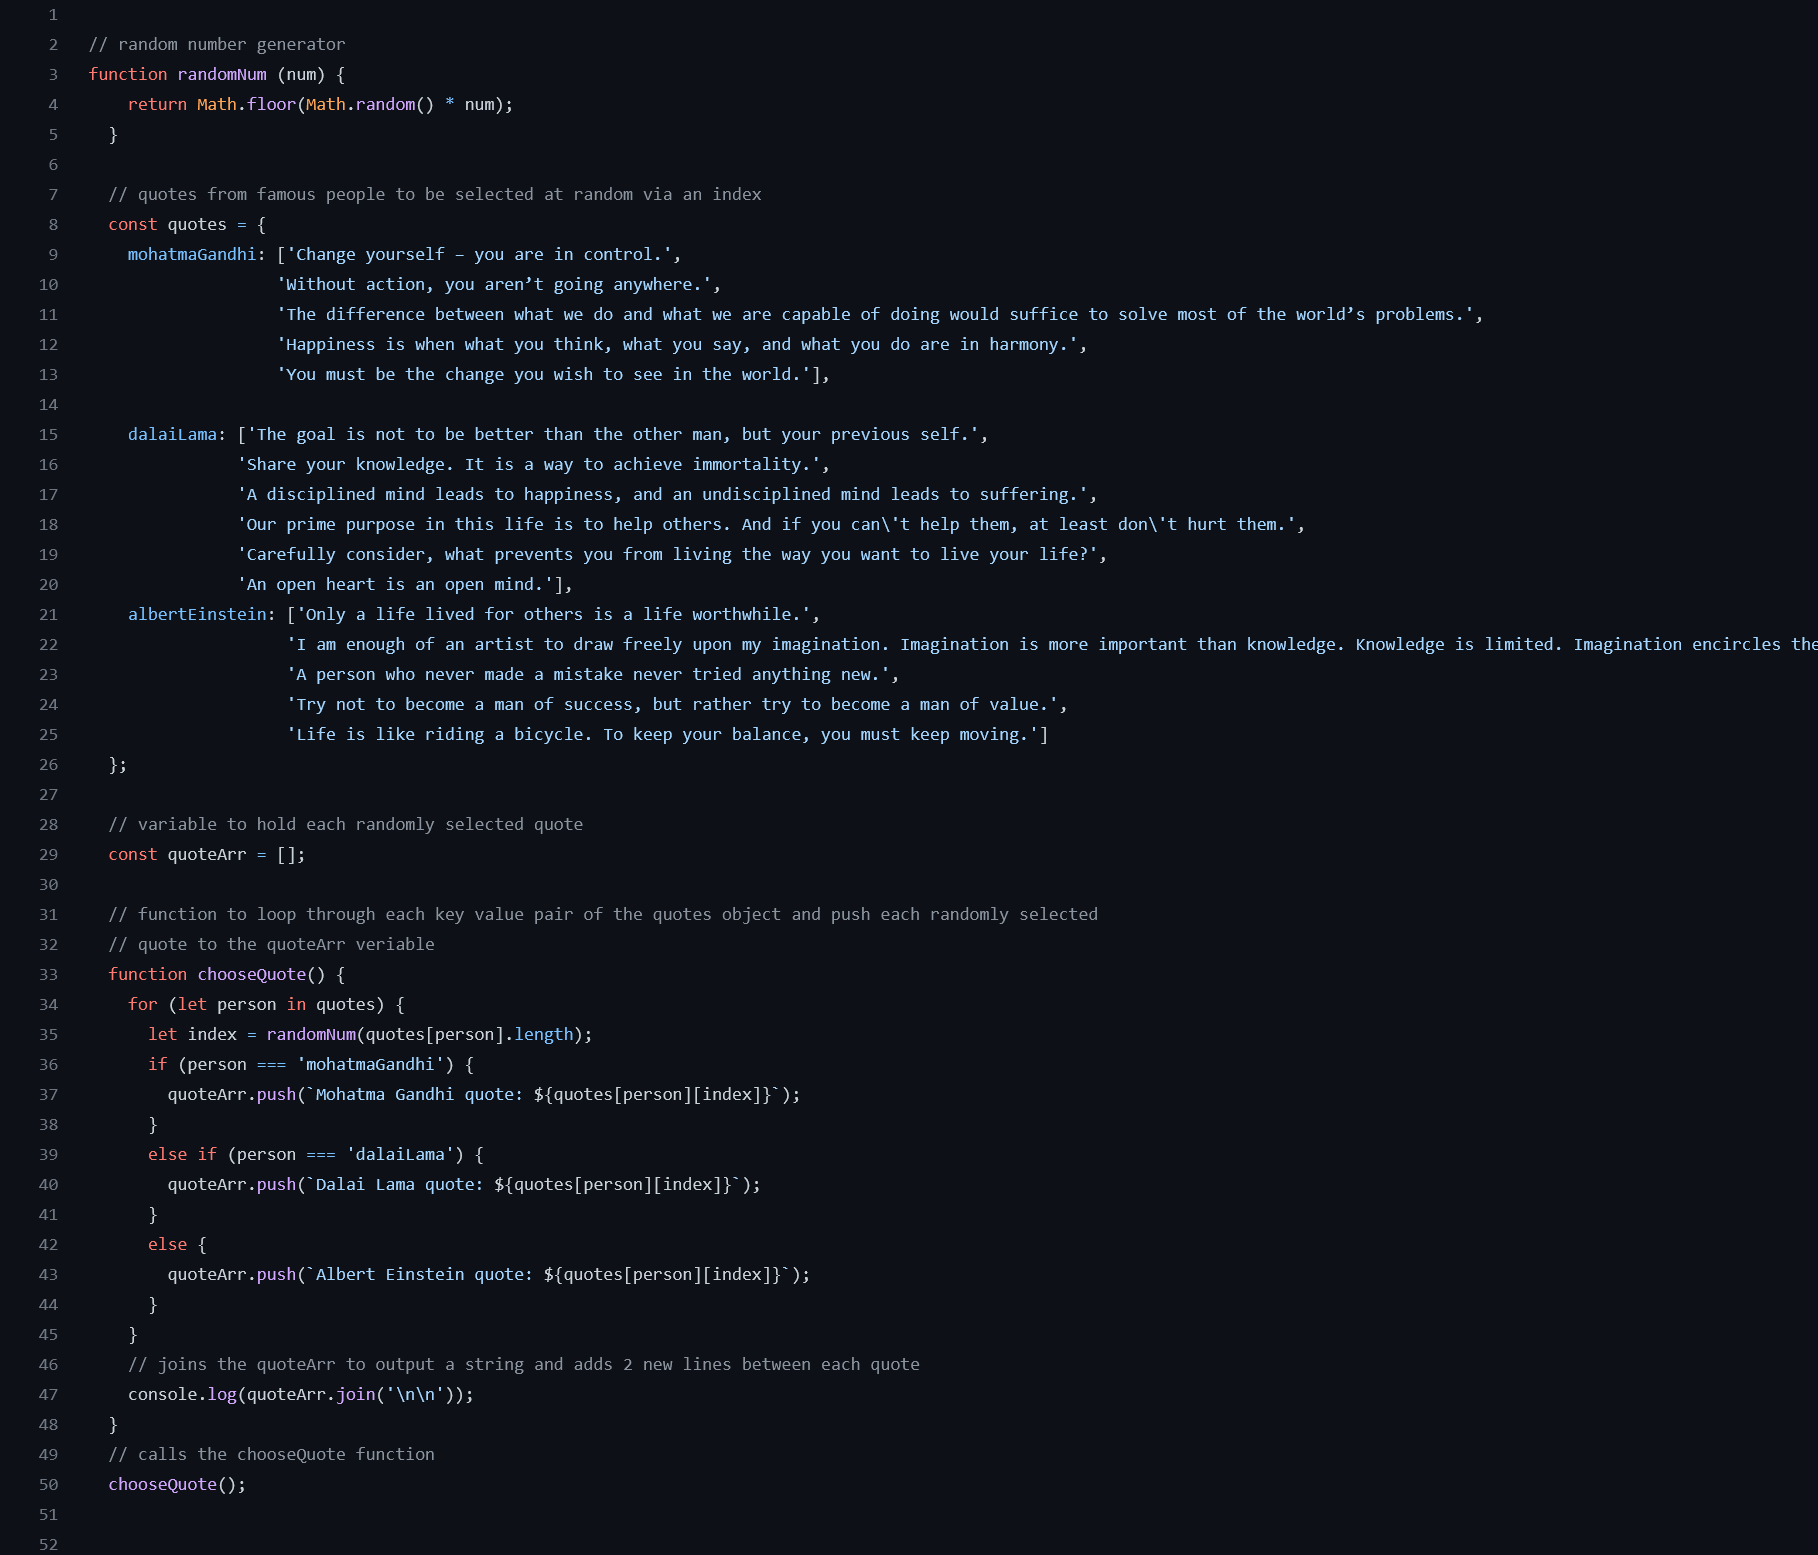 1
2 // random number generator
3 function randomNum (num) {
4     return Math.floor(Math.random() * num);
5   }
6
7   // quotes from famous people to be selected at random via an index
8   const quotes = {
9     mohatmaGandhi: ['Change yourself – you are in control.',
10                    'Without action, you aren’t going anywhere.',
11                    'The difference between what we do and what we are capable of doing would suffice to solve most of the world’s problems.',
12                    'Happiness is when what you think, what you say, and what you do are in harmony.',
13                    'You must be the change you wish to see in the world.'],
14
15     dalaiLama: ['The goal is not to be better than the other man, but your previous self.',
16                'Share your knowledge. It is a way to achieve immortality.',
17                'A disciplined mind leads to happiness, and an undisciplined mind leads to suffering.',
18                'Our prime purpose in this life is to help others. And if you can\'t help them, at least don\'t hurt them.',
19                'Carefully consider, what prevents you from living the way you want to live your life?',
20                'An open heart is an open mind.'],
21     albertEinstein: ['Only a life lived for others is a life worthwhile.',
22                     'I am enough of an artist to draw freely upon my imagination. Imagination is more important than knowledge. Knowledge is limited. Imagination encircles the
23                     'A person who never made a mistake never tried anything new.',
24                     'Try not to become a man of success, but rather try to become a man of value.',
25                     'Life is like riding a bicycle. To keep your balance, you must keep moving.']
26   };
27
28   // variable to hold each randomly selected quote
29   const quoteArr = [];
30
31   // function to loop through each key value pair of the quotes object and push each randomly selected
32   // quote to the quoteArr veriable
33   function chooseQuote() {
34     for (let person in quotes) {
35       let index = randomNum(quotes[person].length);
36       if (person === 'mohatmaGandhi') {
37         quoteArr.push(`Mohatma Gandhi quote: ${quotes[person][index]}`);
38       }
39       else if (person === 'dalaiLama') {
40         quoteArr.push(`Dalai Lama quote: ${quotes[person][index]}`);
41       }
42       else {
43         quoteArr.push(`Albert Einstein quote: ${quotes[person][index]}`);
44       }
45     }
46     // joins the quoteArr to output a string and adds 2 new lines between each quote
47     console.log(quoteArr.join('\n\n'));
48   }
49   // calls the chooseQuote function
50   chooseQuote();
51
52